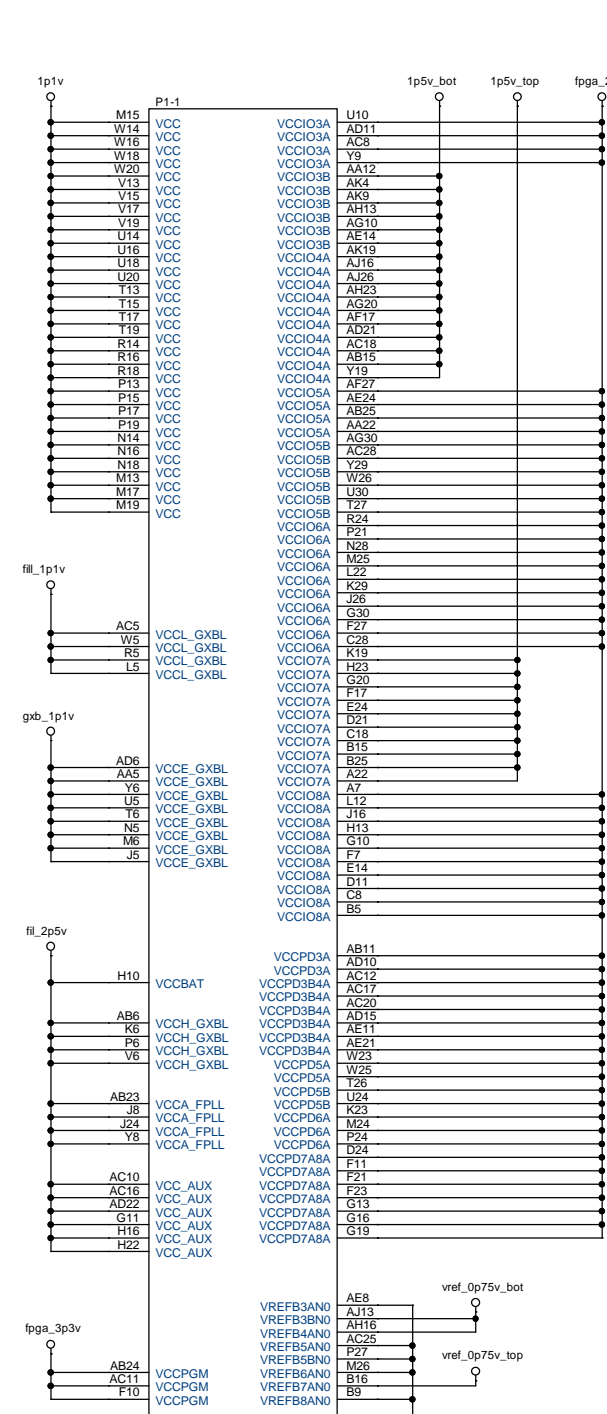 1p1v
1p5v_bot
1p5v_top
fpga_2
P1-1
M15 VCC VCCIO3A U10
W14 VCC VCCIO3A AD11
W16 VCC VCCIO3A AC8
W18 VCC VCCIO3A Y9
W20 VCC VCCIO3B AA12
V13 VCC VCCIO3B AK4
V15 VCC VCCIO3B AK9
V17 VCC VCCIO3B AH13
V19 VCC VCCIO3B AG10
U14 VCC VCCIO3B AE14
U16 VCC VCCIO4A AK19
U18 VCC VCCIO4A AJ16
U20 VCC VCCIO4A AJ26
T13 VCC VCCIO4A AH23
T15 VCC VCCIO4A AG20
T17 VCC VCCIO4A AF17
T19 VCC VCCIO4A AD21
R14 VCC VCCIO4A AC18
R16 VCC VCCIO4A AB15
R18 VCC VCCIO4A Y19
P13 VCC VCCIO5A AF27
P15 VCC VCCIO5A AE24
P17 VCC VCCIO5A AB25
P19 VCC VCCIO5A AA22
N14 VCC VCCIO5B AG30
N16 VCC VCCIO5B AC28
N18 VCC VCCIO5B Y29
M13 VCC VCCIO5B W26
M17 VCC VCCIO5B U30
M19 VCC VCCIO5B T27
VCCIO6A R24
VCCIO6A P21
VCCIO6A N28
VCCIO6A M25
fill_1p1v
VCCIO6A L22
VCCIO6A K29
VCCIO6A J26
VCCIO6A G30
AC5 VCCL_GXBL VCCIO6A F27
W5 VCCL_GXBL VCCIO6A C28
R5 VCCL_GXBL VCCIO7A K19
L5 VCCL_GXBL VCCIO7A H23
VCCIO7A G20
VCCIO7A F17
VCCIO7A E24
gxb_1p1v
VCCIO7A D21
VCCIO7A C18
VCCIO7A B15
AD6 VCCE_GXBL VCCIO7A B25
AA5 VCCE_GXBL VCCIO7A A22
Y6 VCCE_GXBL VCCIO8A A7
U5 VCCE_GXBL VCCIO8A L12
T6 VCCE_GXBL VCCIO8A J16
N5 VCCE_GXBL VCCIO8A H13
M6 VCCE_GXBL VCCIO8A G10
J5 VCCE_GXBL VCCIO8A F7
VCCIO8A E14
VCCIO8A D11
VCCIO8A C8
VCCIO8A B5
fil_2p5v
VCCPD3A AB11
VCCPD3A AD10
H10 VCCBAT VCCPD3B4A AC12
VCCPD3B4A AC17
VCCPD3B4A AC20
AB6 VCCH_GXBL VCCPD3B4A AD15
K6 VCCH_GXBL VCCPD3B4A AE11
P6 VCCH_GXBL VCCPD3B4A AE21
V6 VCCH_GXBL VCCPD5A W23
VCCPD5A W25
VCCPD5B T26
AB23 VCCA_FPLL VCCPD5B U24
J8 VCCA_FPLL VCCPD6A K23
J24 VCCA_FPLL VCCPD6A M24
Y8 VCCA_FPLL VCCPD6A P24
VCCPD7A8A D24
VCCPD7A8A F11
AC10 VCC_AUX VCCPD7A8A F21
AC16 VCC_AUX VCCPD7A8A F23
AD22 VCC_AUX VCCPD7A8A G13
G11 VCC_AUX VCCPD7A8A G16
H16 VCC_AUX VCCPD7A8A G19
H22 VCC_AUX
vref_0p75v_bot
VREFB3AN0 AE8
VREFB3BN0 AJ13
fpga_3p3v
VREFB4AN0 AH16
VREFB5AN0 AC25
VREFB5BN0 P27
vref_0p75v_top
AB24 VCCPGM VREFB6AN0 M26
AC11 VCCPGM VREFB7AN0 B16
F10 VCCPGM VREFB8AN0 B9